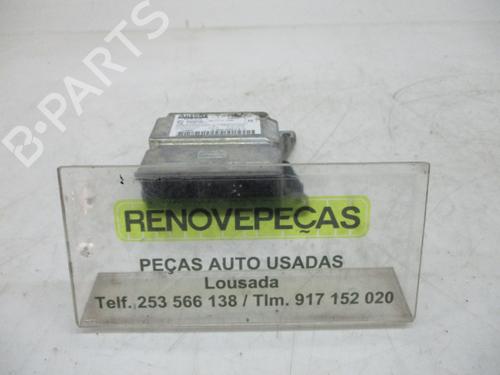 B-PARTS
RENOVEPEÇAS
PEÇAS AUTO USADAS
Lousada
Telf. 253 566 138 / Tlm. 917 152 020